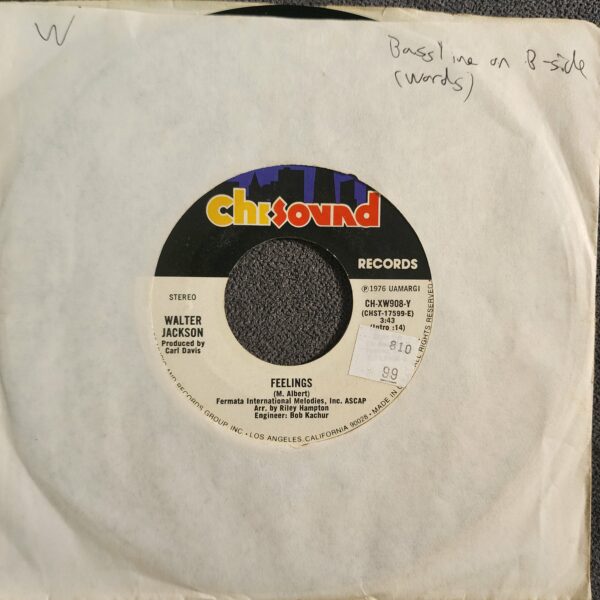 W
Bassline on B-side
(words)
Chi-sound
RECORDS
STEREO
℗ 1976 UAMARGI
CH-XW908-Y
(CHST-17599-E)
3:43
(Intro :14)
WALTER
JACKSON
Produced by
Carl Davis
810
99
FEELINGS
(M. Albert)
Fermata International Melodies, Inc. ASCAP
Arr. by Riley Hampton
Engineer: Bob Kachur
AND RECORDS GROUP INC. • LOS ANGELES, CALIFORNIA 90028 • MADE IN ALL RIGHTS RESERVED